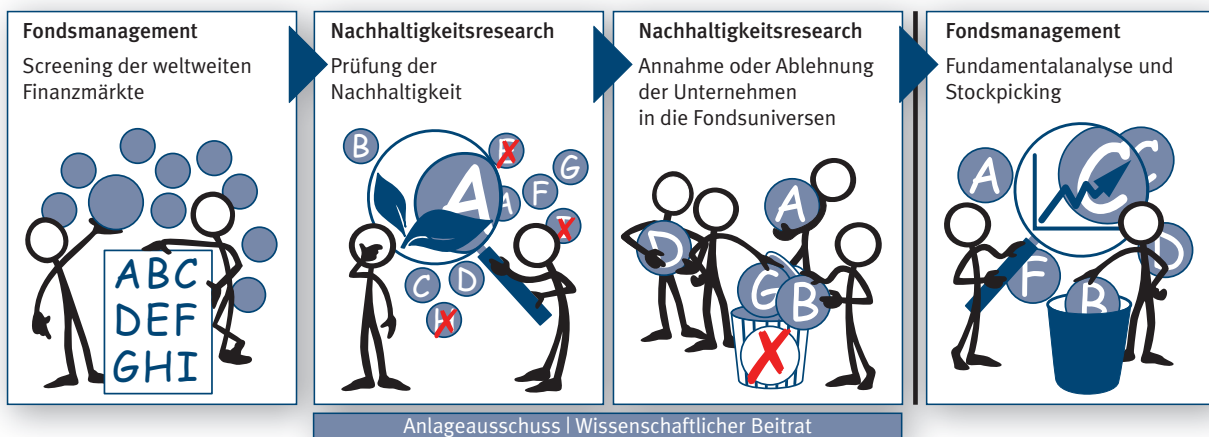 Fondsmanagement
Screening der weltweiten
Finanzmärkte
ABC
DEF
GHI
Nachhaltigkeitsresearch
Prüfung der
Nachhaltigkeit
B
A
G
F
A
C
D
Nachhaltigkeitsresearch
Annahme oder Ablehnung
der Unternehmen
in die Fondsuniversen
A
D
G
B
X
Fondsmanagement
Fundamentalanalyse und
Stockpicking
A
C
C
D
F
B
Anlageausschuss | Wissenschaftlicher Beitrat